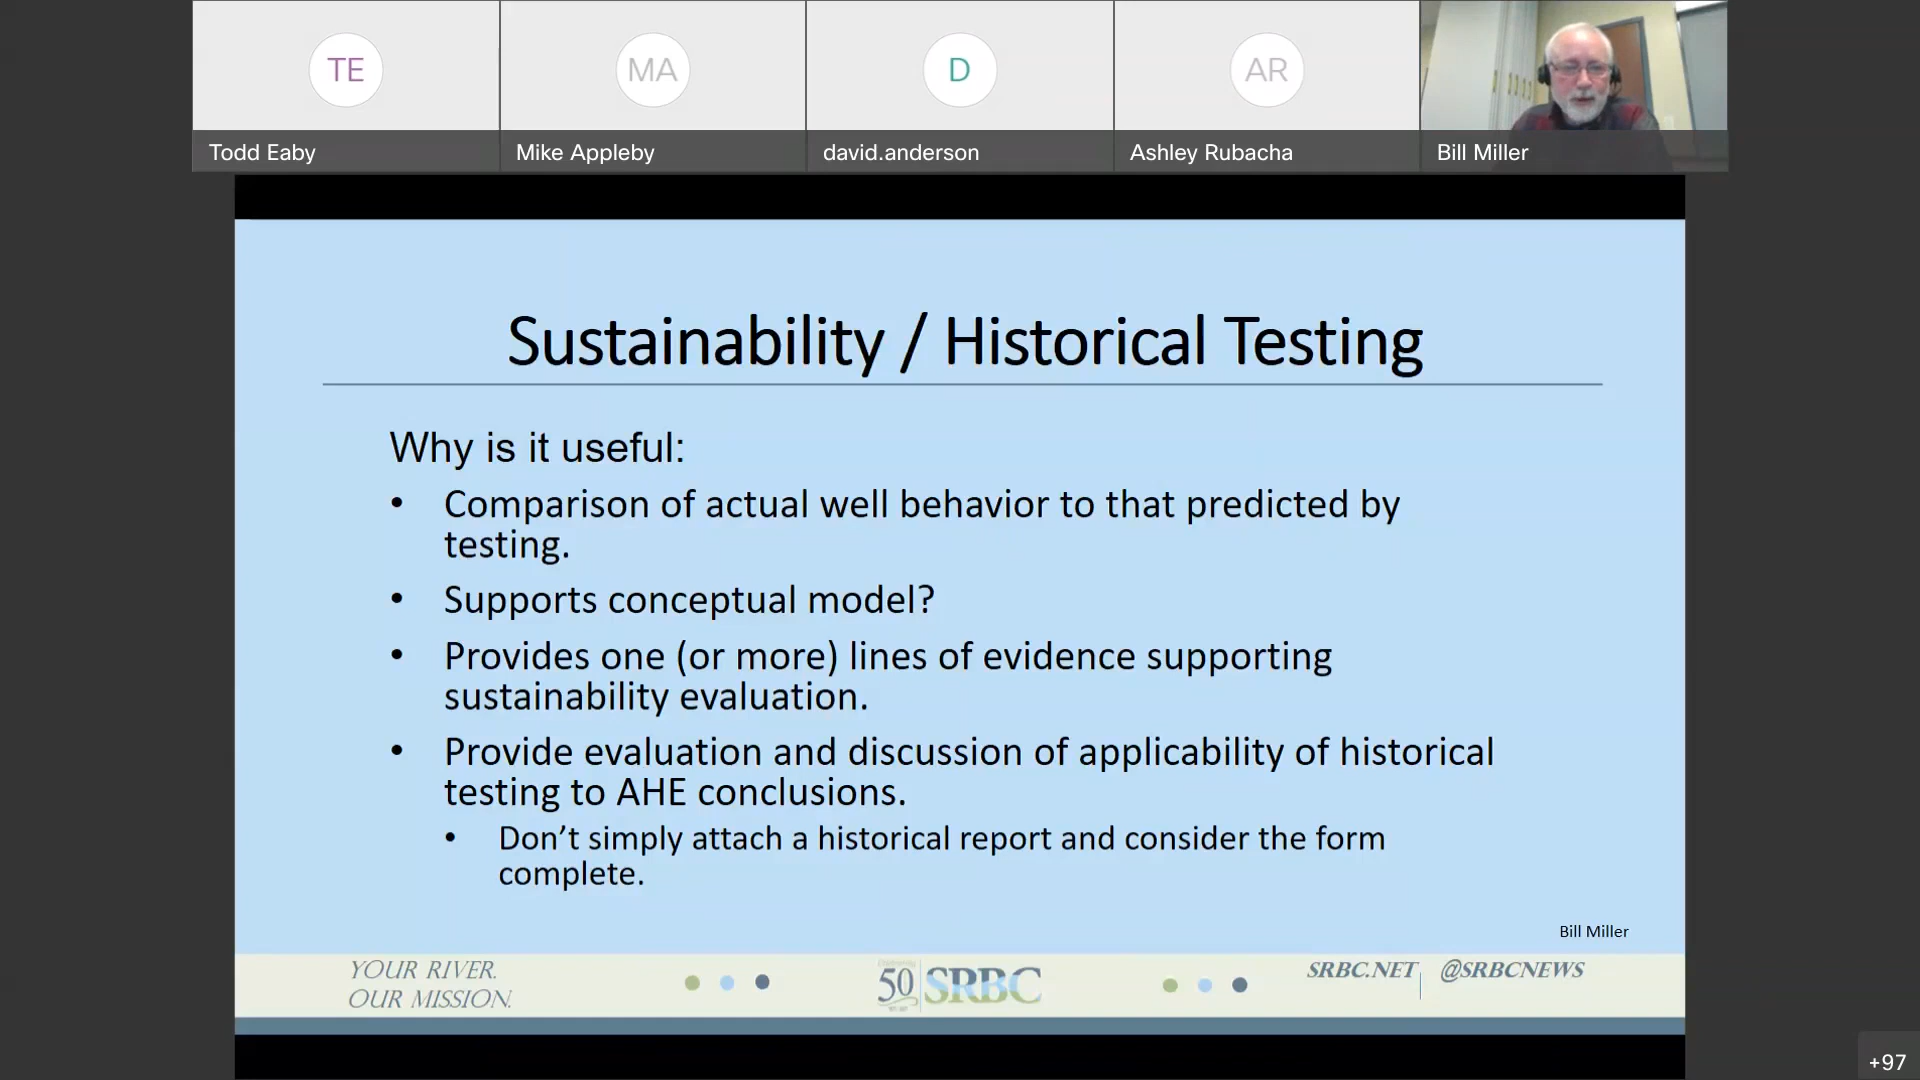 TE
MA
D
AR
Todd Eaby
Mike Appleby
david.anderson
Ashley Rubacha
Bill Miller
Sustainability / Historical Testing
Why is it useful:
• Comparison of actual well behavior to that predicted by
testing.
• Supports conceptual model?
• Provides one (or more) lines of evidence supporting
sustainability evaluation.
• Provide evaluation and discussion of applicability of historical
testing to AHE conclusions.
• Don’t simply attach a historical report and consider the form
complete.
Bill Miller
YOUR RIVER.
OUR MISSION.
50 SRBC
SRBC.NET @SRBCNEWS
+97